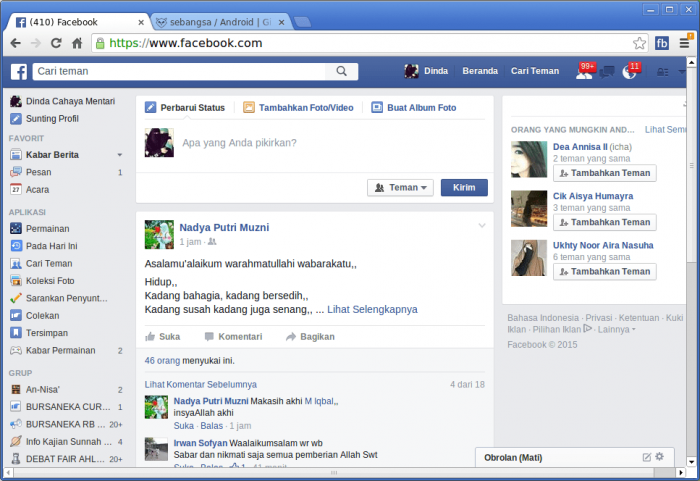 (410) Facebook
sebangsa / Android | Gl
https://www.facebook.com
fb
f
Cari teman
Dinda
Beranda
Cari Teman
99+
11
Dinda Cahaya Mentari
Sunting Profil
FAVORIT
Kabar Berita
Pesan 1
Acara
APLIKASI
Permainan
Pada Hari Ini
Cari Teman
Koleksi Foto
Sarankan Penyunt...
Colekan
Tersimpan
Kabar Permainan 2
GRUP
An-Nisa' 2
BURSANEKA CUR... 1
BURSANEKA RB ... 20+
Info Kajian Sunnah ... 4
DEBAT FAIR AHL... 20+
Perbarui Status
Tambahkan Foto/Video
Buat Album Foto
Apa yang Anda pikirkan?
Teman
Kirim
Nadya Putri Muzni
1 jam ·
Asalamu'alaikum warahmatullahi wabarakatu,,
Hidup,,
Kadang bahagia, kadang bersedih,,
Kadang susah kadang juga senang,, ... Lihat Selengkapnya
Suka
Komentari
Bagikan
46 orang menyukai ini.
Lihat Komentar Sebelumnya
4 dari 18
Nadya Putri Muzni Makasih akhi M Iqbal,,
insyaAllah akhi
Suka · Balas · 1 jam
Irwan Sofyan Waalaikumsalam wr wb
Sabar dan nikmati saja semua pemberian Allah Swt
Suka · Balas · 1 · 41 menit
ORANG YANG MUNGKIN AND...
Lihat Semu
Dea Annisa II (icha)
2 teman yang sama
Tambahkan Teman
Cik Aisya Humayra
3 teman yang sama
Tambahkan Teman
Ukhty Noor Aira Nasuha
6 teman yang sama
Tambahkan Teman
Bahasa Indonesia · Privasi · Ketentuan · Kuki
Iklan · Pilihan Iklan · Lainnya
Facebook © 2015
Obrolan (Mati)